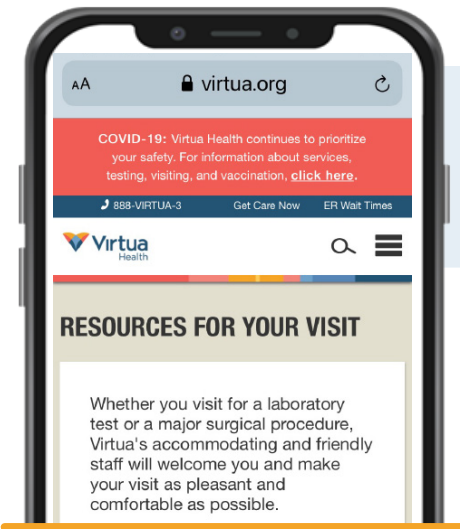 AA virtua.org
COVID-19: Virtua Health continues to prioritize
your safety. For information about services,
testing, visiting, and vaccination, click here.
888-VIRTUA-3 Get Care Now ER Wait Times
Virtua
Health
RESOURCES FOR YOUR VISIT
Whether you visit for a laboratory
test or a major surgical procedure,
Virtua's accommodating and friendly
staff will welcome you and make
your visit as pleasant and
comfortable as possible.